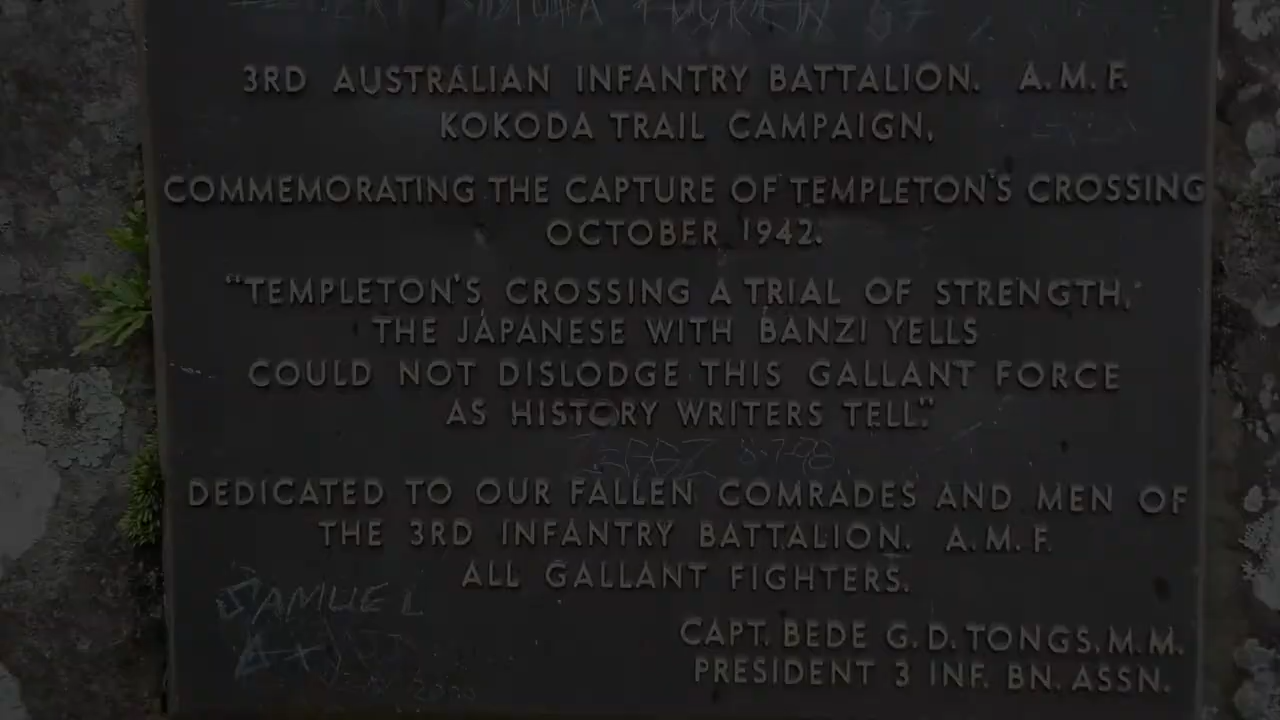 3RD AUSTRALIAN INFANTRY BATTALION. A.M.F.
KOKODA TRAIL CAMPAIGN,
COMMEMORATING THE CAPTURE OF TEMPLETON'S CROSSING
OCTOBER 1942.
"TEMPLETON'S CROSSING A TRIAL OF STRENGTH,
THE JAPANESE WITH BANZI YELLS
COULD NOT DISLODGE THIS GALLANT FORCE
AS HISTORY WRITERS TELL."
8-7-98
DEDICATED TO OUR FALLEN COMRADES AND MEN OF
THE 3RD INFANTRY BATTALION. A.M.F.
ALL GALLANT FIGHTERS.
SAMUEL
CAPT. BEDE G.D.TONGS.M.M.
PRESIDENT 3 INF. BN. ASSN.